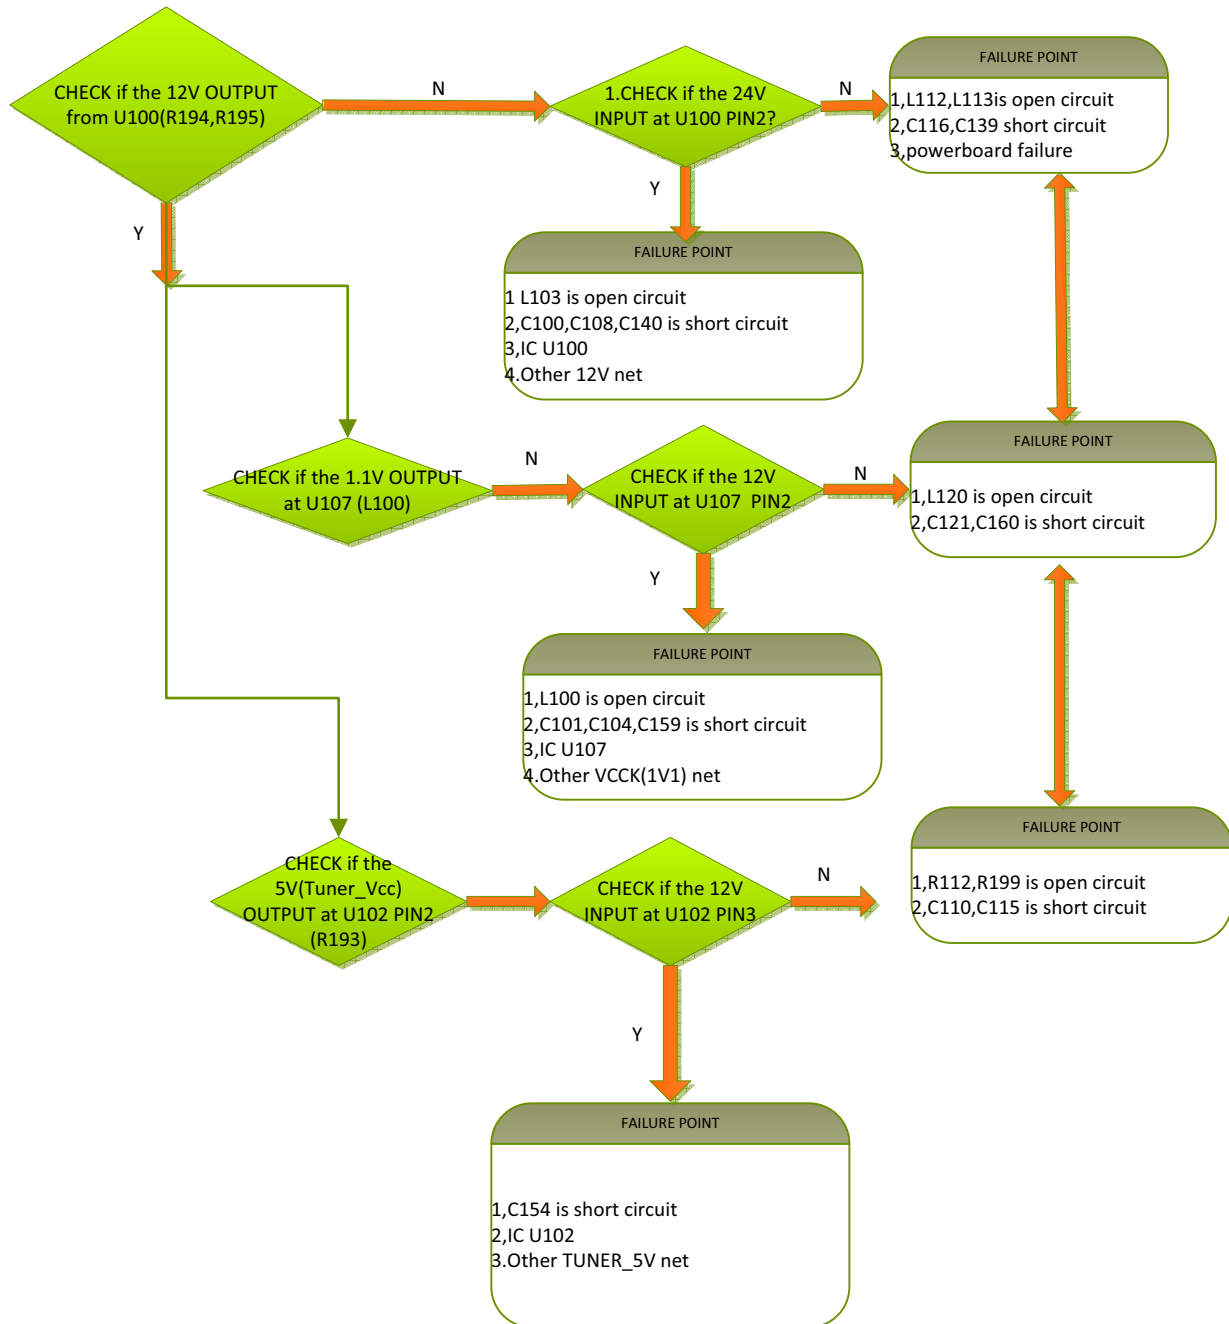 CHECK if the 12V OUTPUT
from U100(R194,R195)
N
1.CHECK if the 24V
INPUT at U100 PIN2?
N
FAILURE POINT
1,L112,L113is open circuit
2,C116,C139 short circuit
3,powerboard failure
Y
Y
FAILURE POINT
1 L103 is open circuit
2,C100,C108,C140 is short circuit
3,IC U100
4.Other 12V net
CHECK if the 1.1V OUTPUT
at U107 (L100)
N
CHECK if the 12V
INPUT at U107  PIN2
N
FAILURE POINT
1,L120 is open circuit
2,C121,C160 is short circuit
Y
FAILURE POINT
1,L100 is open circuit
2,C101,C104,C159 is short circuit
3,IC U107
4.Other VCCK(1V1) net
CHECK if the
5V(Tuner_Vcc)
OUTPUT at U102 PIN2
(R193)
CHECK if the 12V
INPUT at U102 PIN3
N
FAILURE POINT
1,R112,R199 is open circuit
2,C110,C115 is short circuit
Y
FAILURE POINT
1,C154 is short circuit
2,IC U102
3.Other TUNER_5V net